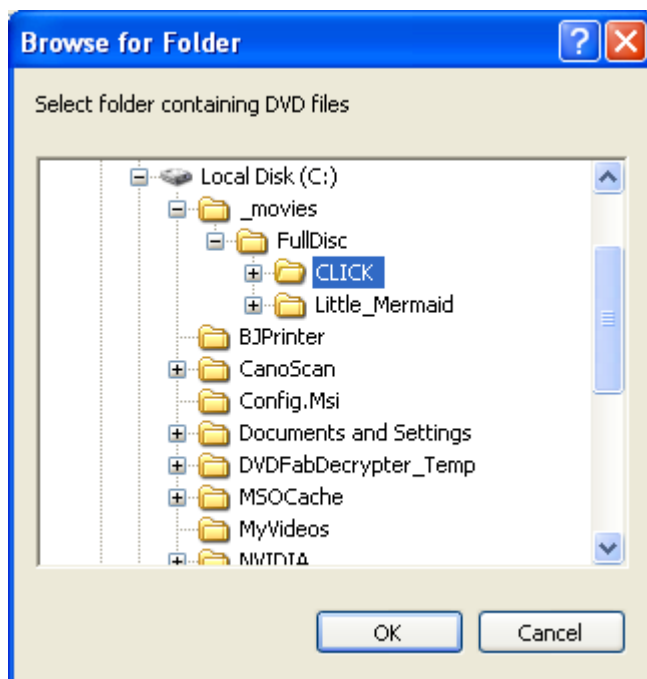 Browse for Folder
Select folder containing DVD files
Local Disk (C:)
_movies
FullDisc
CLICK
Little_Mermaid
BJPrinter
CanoScan
Config.Msi
Documents and Settings
DVDFabDecrypter_Temp
MSOCache
MyVideos
NVIDIA
OK
Cancel